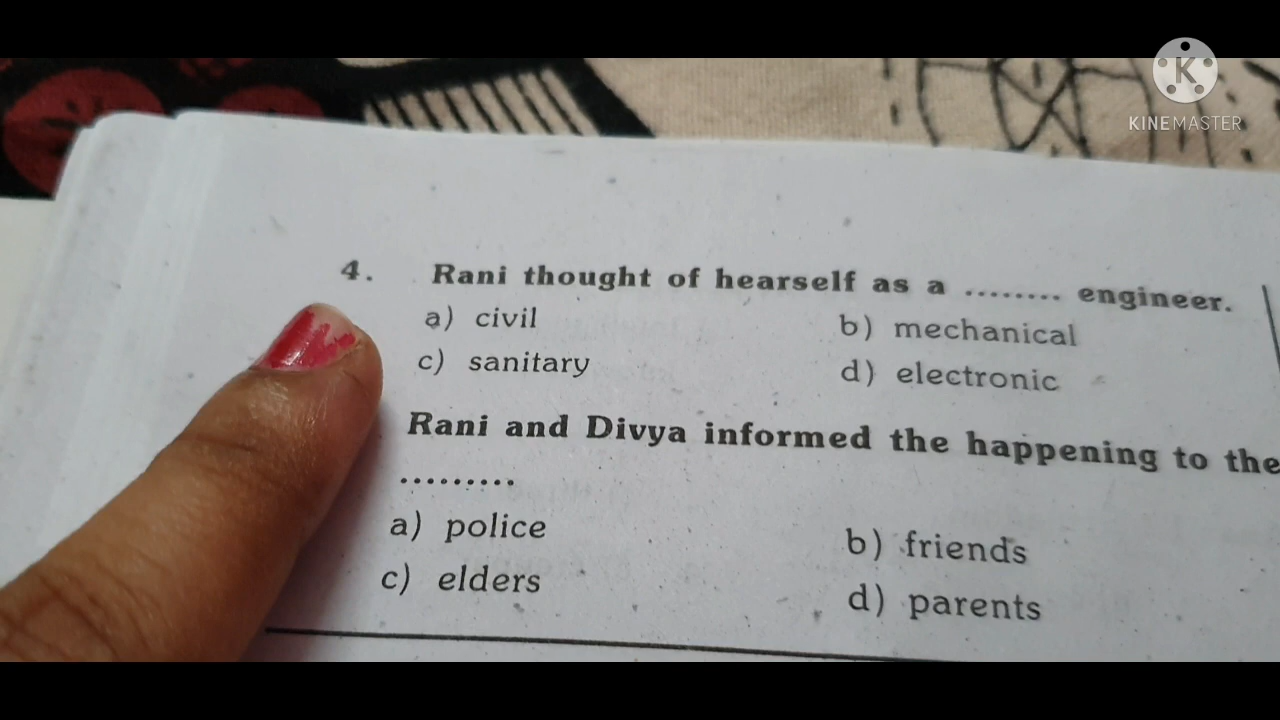 KINEMASTER
4. Rani thought of hearself as a ........ engineer.
a) civil b) mechanical
c) sanitary d) electronic
Rani and Divya informed the happening to the
.........
a) police b) friends
c) elders d) parents